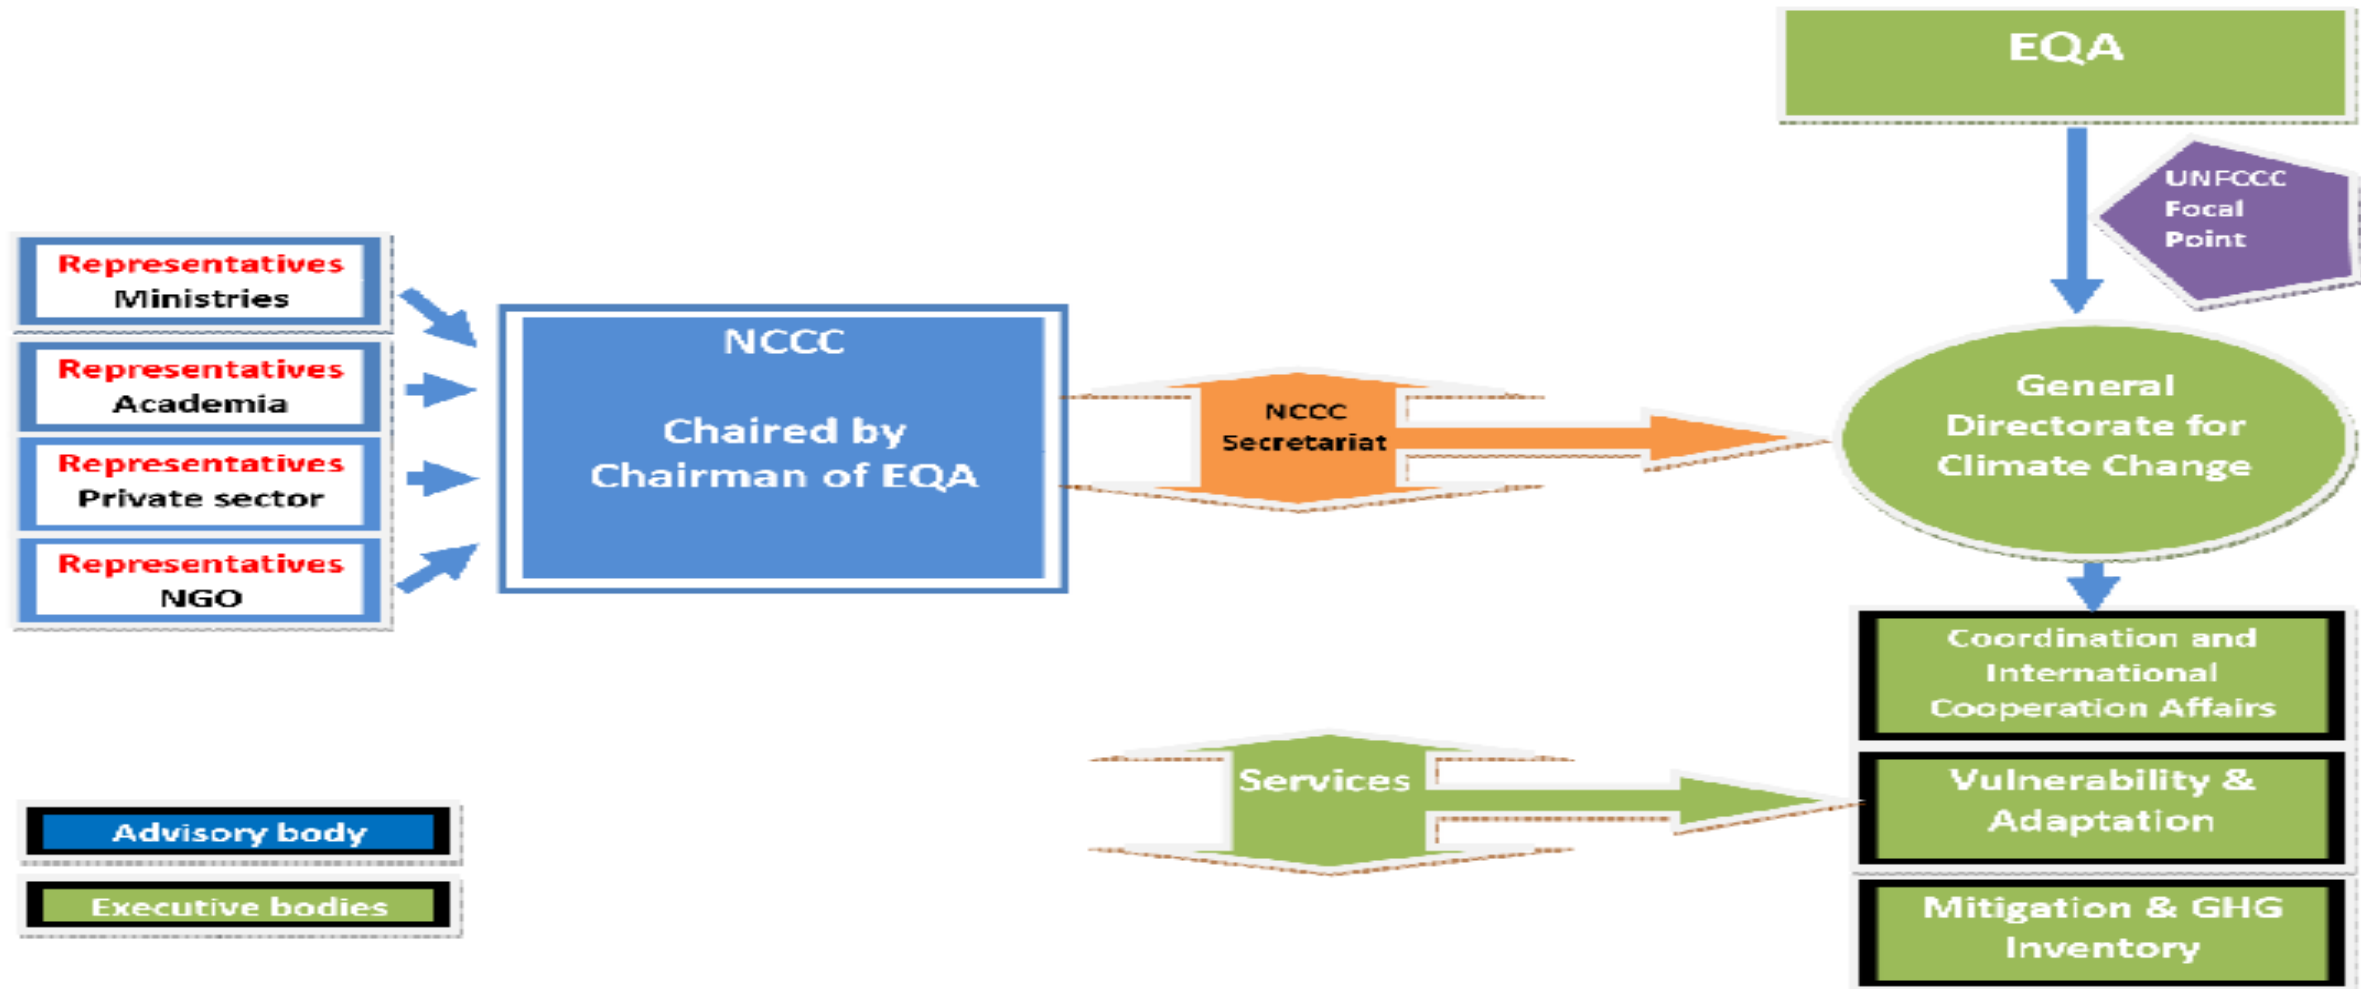 EQA
UNFCCC
Focal
Point
Representatives
Ministries
Representatives
Academia
Representatives
Private sector
Representatives
NGO
NCCC
Chaired by
Chairman of EQA
NCCC
Secretariat
General
Directorate for
Climate Change
Coordination and
International
Cooperation Affairs
Services
Vulnerability &
Adaptation
Mitigation & GHG
Inventory
Advisory body
Executive bodies